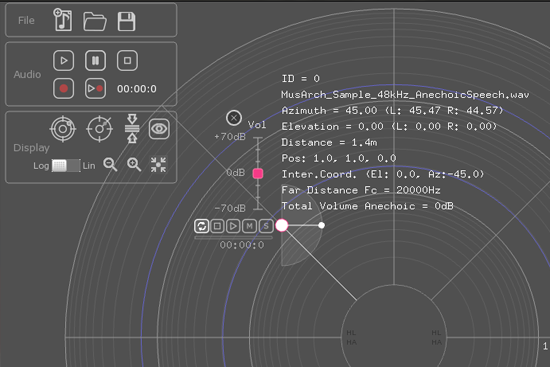 File
Audio
00:00:0
Display
Log Lin
Vol
+70dB
0dB
-70dB
00:00:0
ID = 0
MusArch_Sample_48kHz_AnechoicSpeech.wav
Azimuth = 45.00 (L: 45.47 R: 44.57)
Elevation = 0.00 (L: 0.00 R: 0.00)
Distance = 1.4m
Pos: 1.0, 1.0, 0.0
Inter.Coord. (El: 0.0, Az:-45.0)
Far Distance Fc = 20000Hz
Total Volume Anechoic = 0dB
M S
1